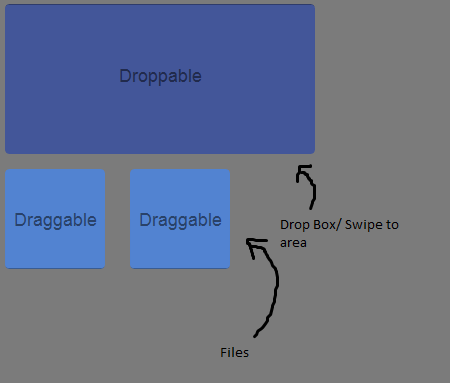 Droppable
Draggable
Draggable
Drop Box/ Swipe to
area
Files